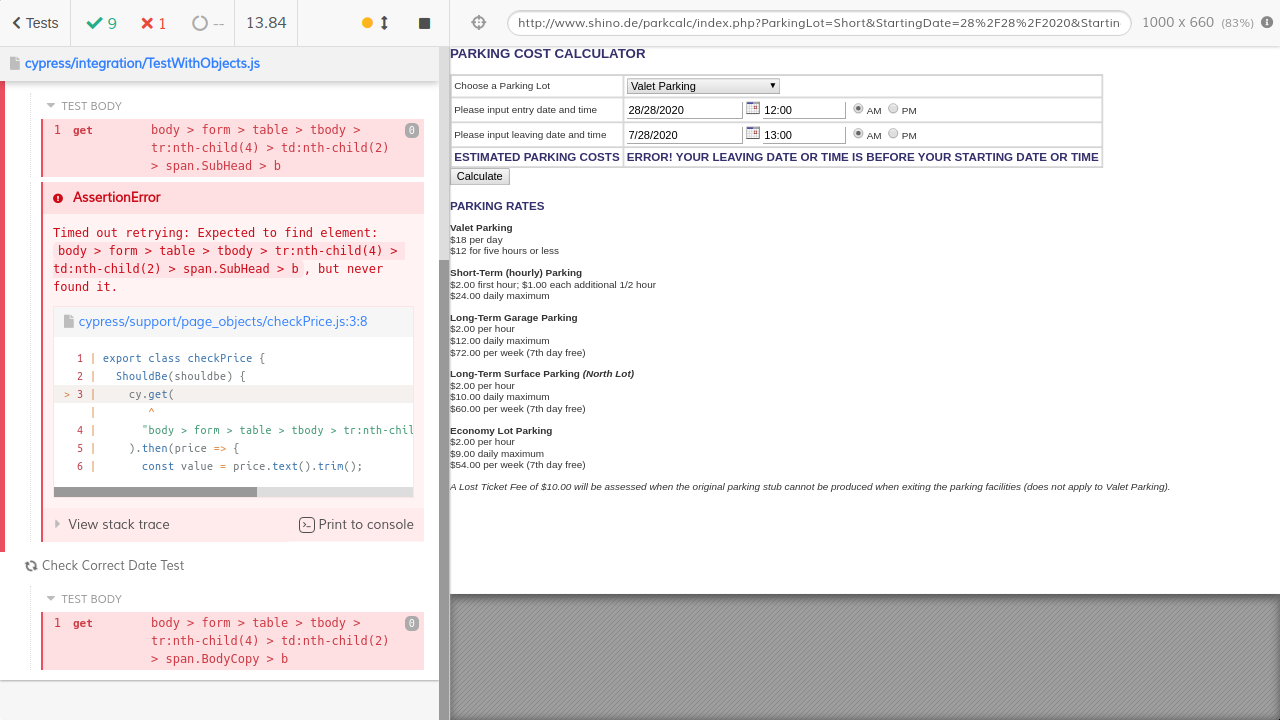 Tests
9
1
--
13.84
http://www.shino.de/parkcalc/index.php?ParkingLot=Short&StartingDate=28%2F28%2F2020&Startin
1000 x 660 (83%)
cypress/integration/TestWithObjects.js
TEST BODY
1 get body > form > table > tbody > 0
tr:nth-child(4) > td:nth-child(2)
> span.SubHead > b
AssertionError
Timed out retrying: Expected to find element:
body > form > table > tbody > tr:nth-child(4) >
td:nth-child(2) > span.SubHead > b, but never
found it.
cypress/support/page_objects/checkPrice.js:3:8
1 | export class checkPrice {
2 | ShouldBe(shouldbe) {
> 3 | cy.get(
| ^
4 | "body > form > table > tbody > tr:nth-chil
5 | ).then(price => {
6 | const value = price.text().trim();
View stack trace
Print to console
Check Correct Date Test
TEST BODY
1 get body > form > table > tbody > 0
tr:nth-child(4) > td:nth-child(2)
> span.BodyCopy > b
PARKING COST CALCULATOR
Choose a Parking Lot Valet Parking
Please input entry date and time 28/28/2020 12:00 AM PM
Please input leaving date and time 7/28/2020 13:00 AM PM
ESTIMATED PARKING COSTS ERROR! YOUR LEAVING DATE OR TIME IS BEFORE YOUR STARTING DATE OR TIME
Calculate
PARKING RATES
Valet Parking
$18 per day
$12 for five hours or less
Short-Term (hourly) Parking
$2.00 first hour; $1.00 each additional 1/2 hour
$24.00 daily maximum
Long-Term Garage Parking
$2.00 per hour
$12.00 daily maximum
$72.00 per week (7th day free)
Long-Term Surface Parking (North Lot)
$2.00 per hour
$10.00 daily maximum
$60.00 per week (7th day free)
Economy Lot Parking
$2.00 per hour
$9.00 daily maximum
$54.00 per week (7th day free)
A Lost Ticket Fee of $10.00 will be assessed when the original parking stub cannot be produced when exiting the parking facilities (does not apply to Valet Parking).